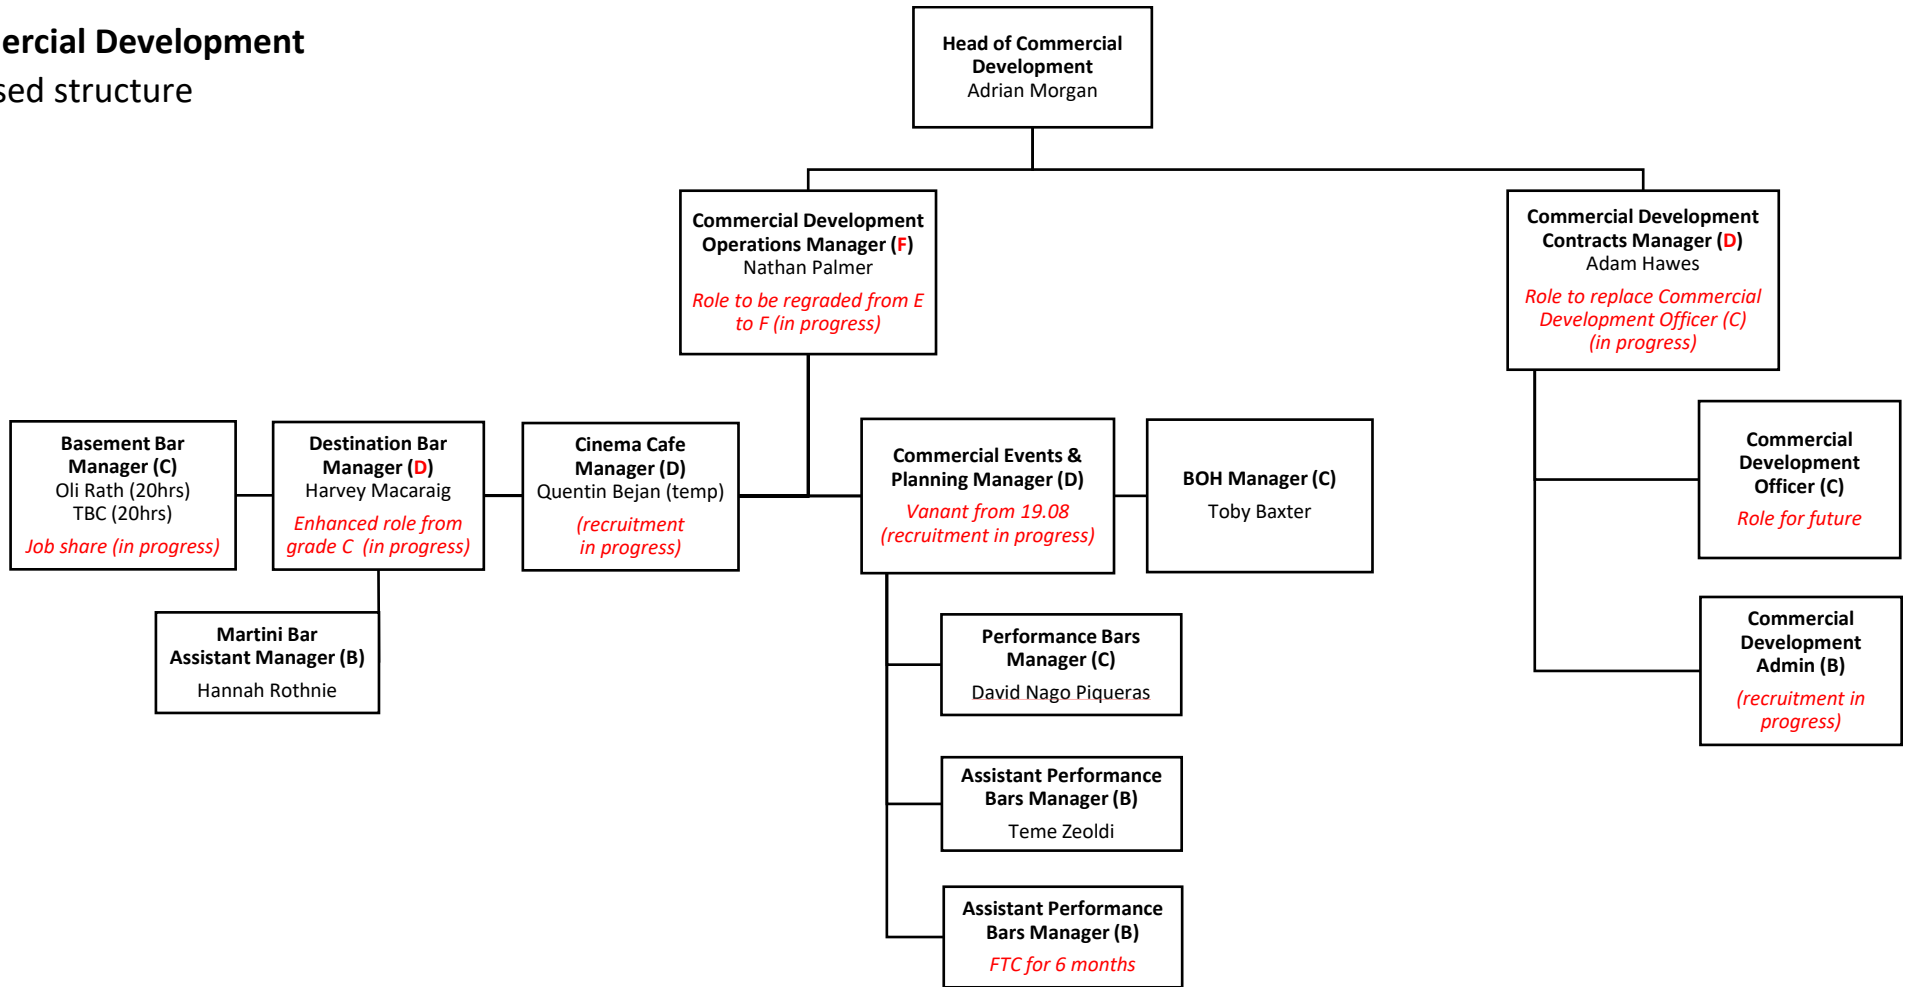 ercial Development
sed structure
Head of Commercial
Development
Adrian Morgan
Commercial Development
Operations Manager (F)
Nathan Palmer
Role to be regraded from E
to F (in progress)
Commercial Development
Contracts Manager (D)
Adam Hawes
Role to replace Commercial
Development Officer (C)
(in progress)
Basement Bar
Manager (C)
Oli Rath (20hrs)
TBC (20hrs)
Job share (in progress)
Destination Bar
Manager (D)
Harvey Macaraig
Enhanced role from
grade C (in progress)
Cinema Cafe
Manager (D)
Quentin Bejan (temp)
(recruitment
in progress)
Commercial Events &
Planning Manager (D)
Vanant from 19.08
(recruitment in progress)
BOH Manager (C)
Toby Baxter
Commercial
Development
Officer (C)
Role for future
Martini Bar
Assistant Manager (B)
Hannah Rothnie
Performance Bars
Manager (C)
David Nago Piqueras
Commercial
Development
Admin (B)
(recruitment in
progress)
Assistant Performance
Bars Manager (B)
Teme Zeoldi
Assistant Performance
Bars Manager (B)
FTC for 6 months